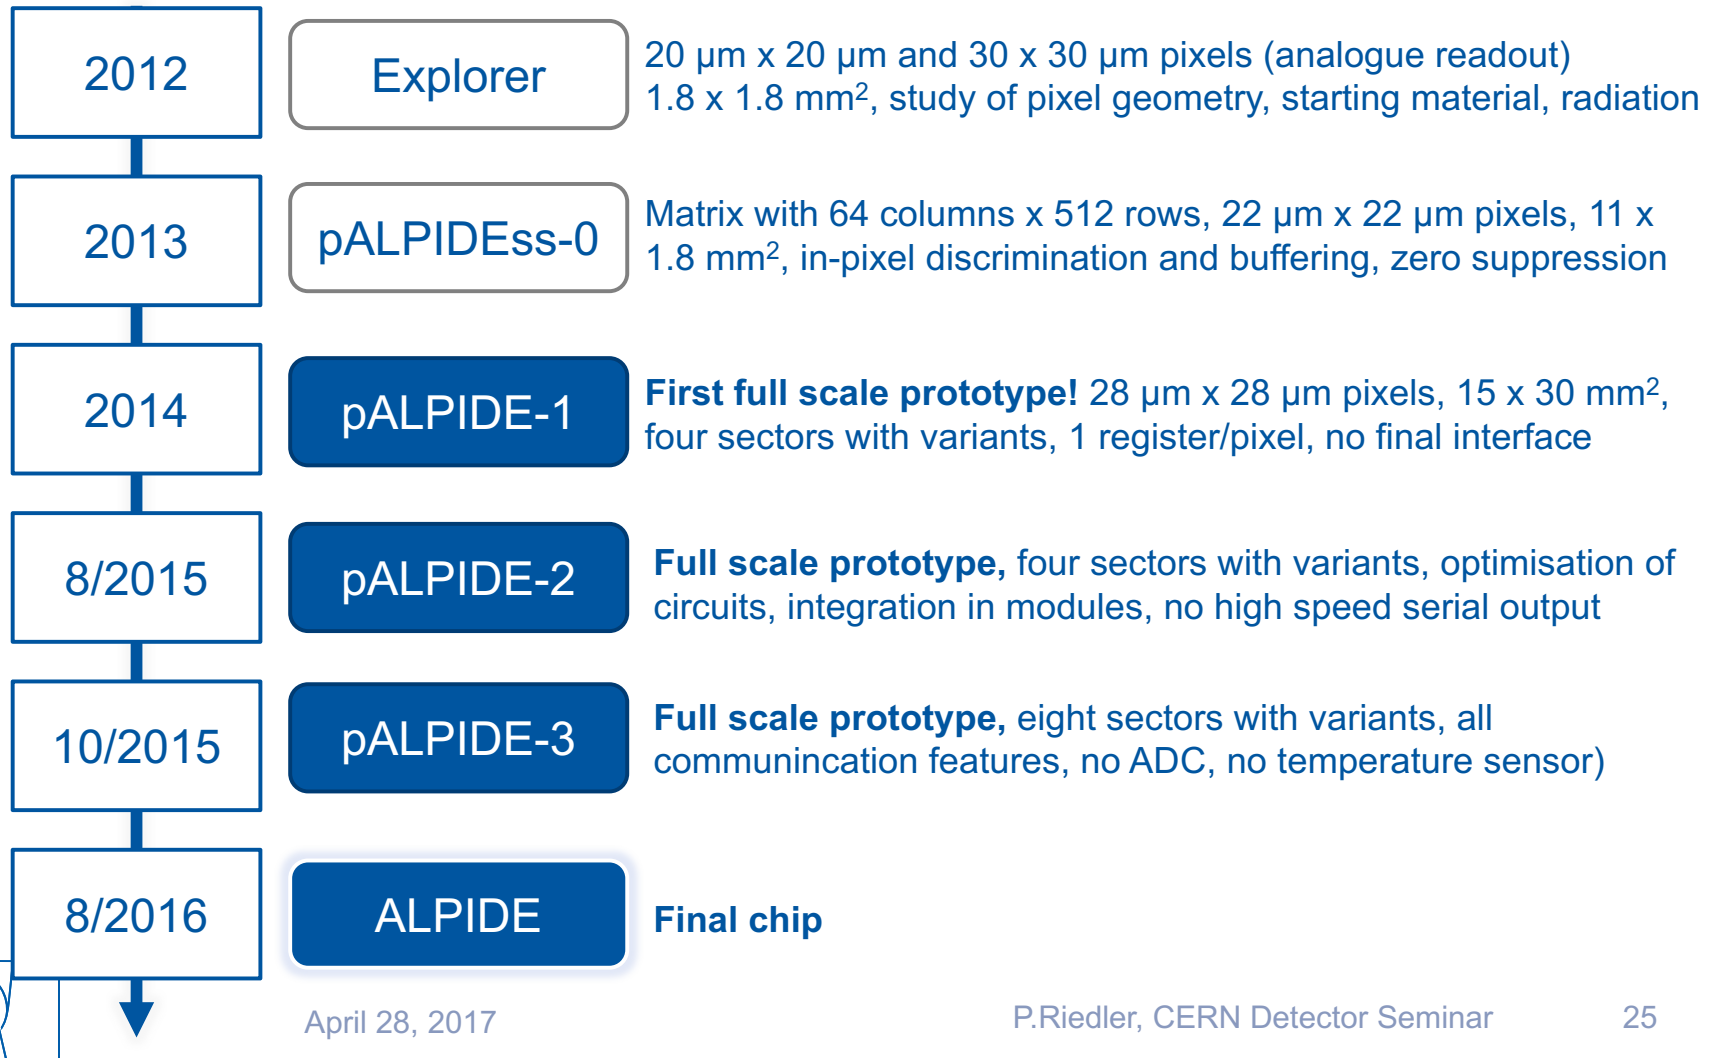 2012
Explorer
20 µm x 20 µm and 30 x 30 µm pixels (analogue readout)
1.8 x 1.8 mm², study of pixel geometry, starting material, radiation
2013
pALPIDEss-0
Matrix with 64 columns x 512 rows, 22 µm x 22 µm pixels, 11 x
1.8 mm², in-pixel discrimination and buffering, zero suppression
2014
pALPIDE-1
First full scale prototype! 28 µm x 28 µm pixels, 15 x 30 mm²,
four sectors with variants, 1 register/pixel, no final interface
8/2015
pALPIDE-2
Full scale prototype, four sectors with variants, optimisation of
circuits, integration in modules, no high speed serial output
10/2015
pALPIDE-3
Full scale prototype, eight sectors with variants, all
communincation features, no ADC, no temperature sensor)
8/2016
ALPIDE
Final chip
April 28, 2017
P.Riedler, CERN Detector Seminar
25